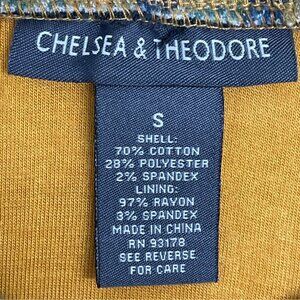 CHELSEA & THEODORE
S
SHELL:
70% COTTON
28% POLYESTER
2% SPANDEX
LINING:
97% RAYON
3% SPANDEX
MADE IN CHINA
RN 93178
SEE REVERSE
FOR CARE